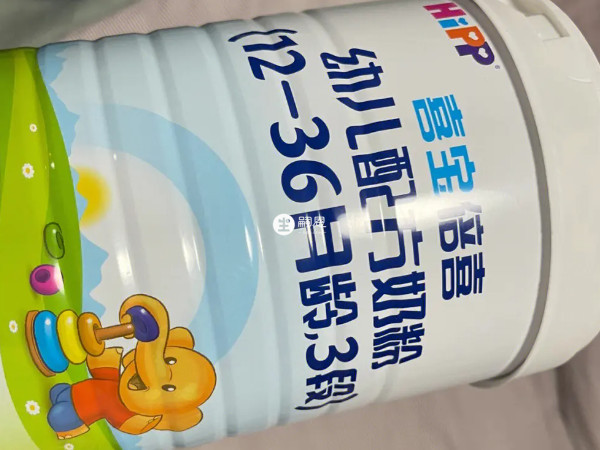 HiPP®
喜宝倍喜
幼儿配方奶粉
(12-36月龄,3段)